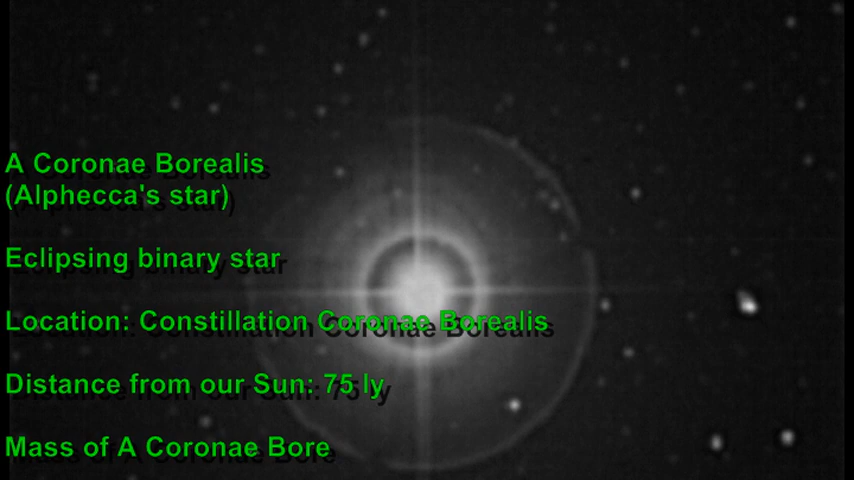 A Coronae Borealis
(Alphecca's star)
Eclipsing binary star
Location: Constillation Coronae Borealis
Distance from our Sun: 75 ly
Mass of A Coronae Bore